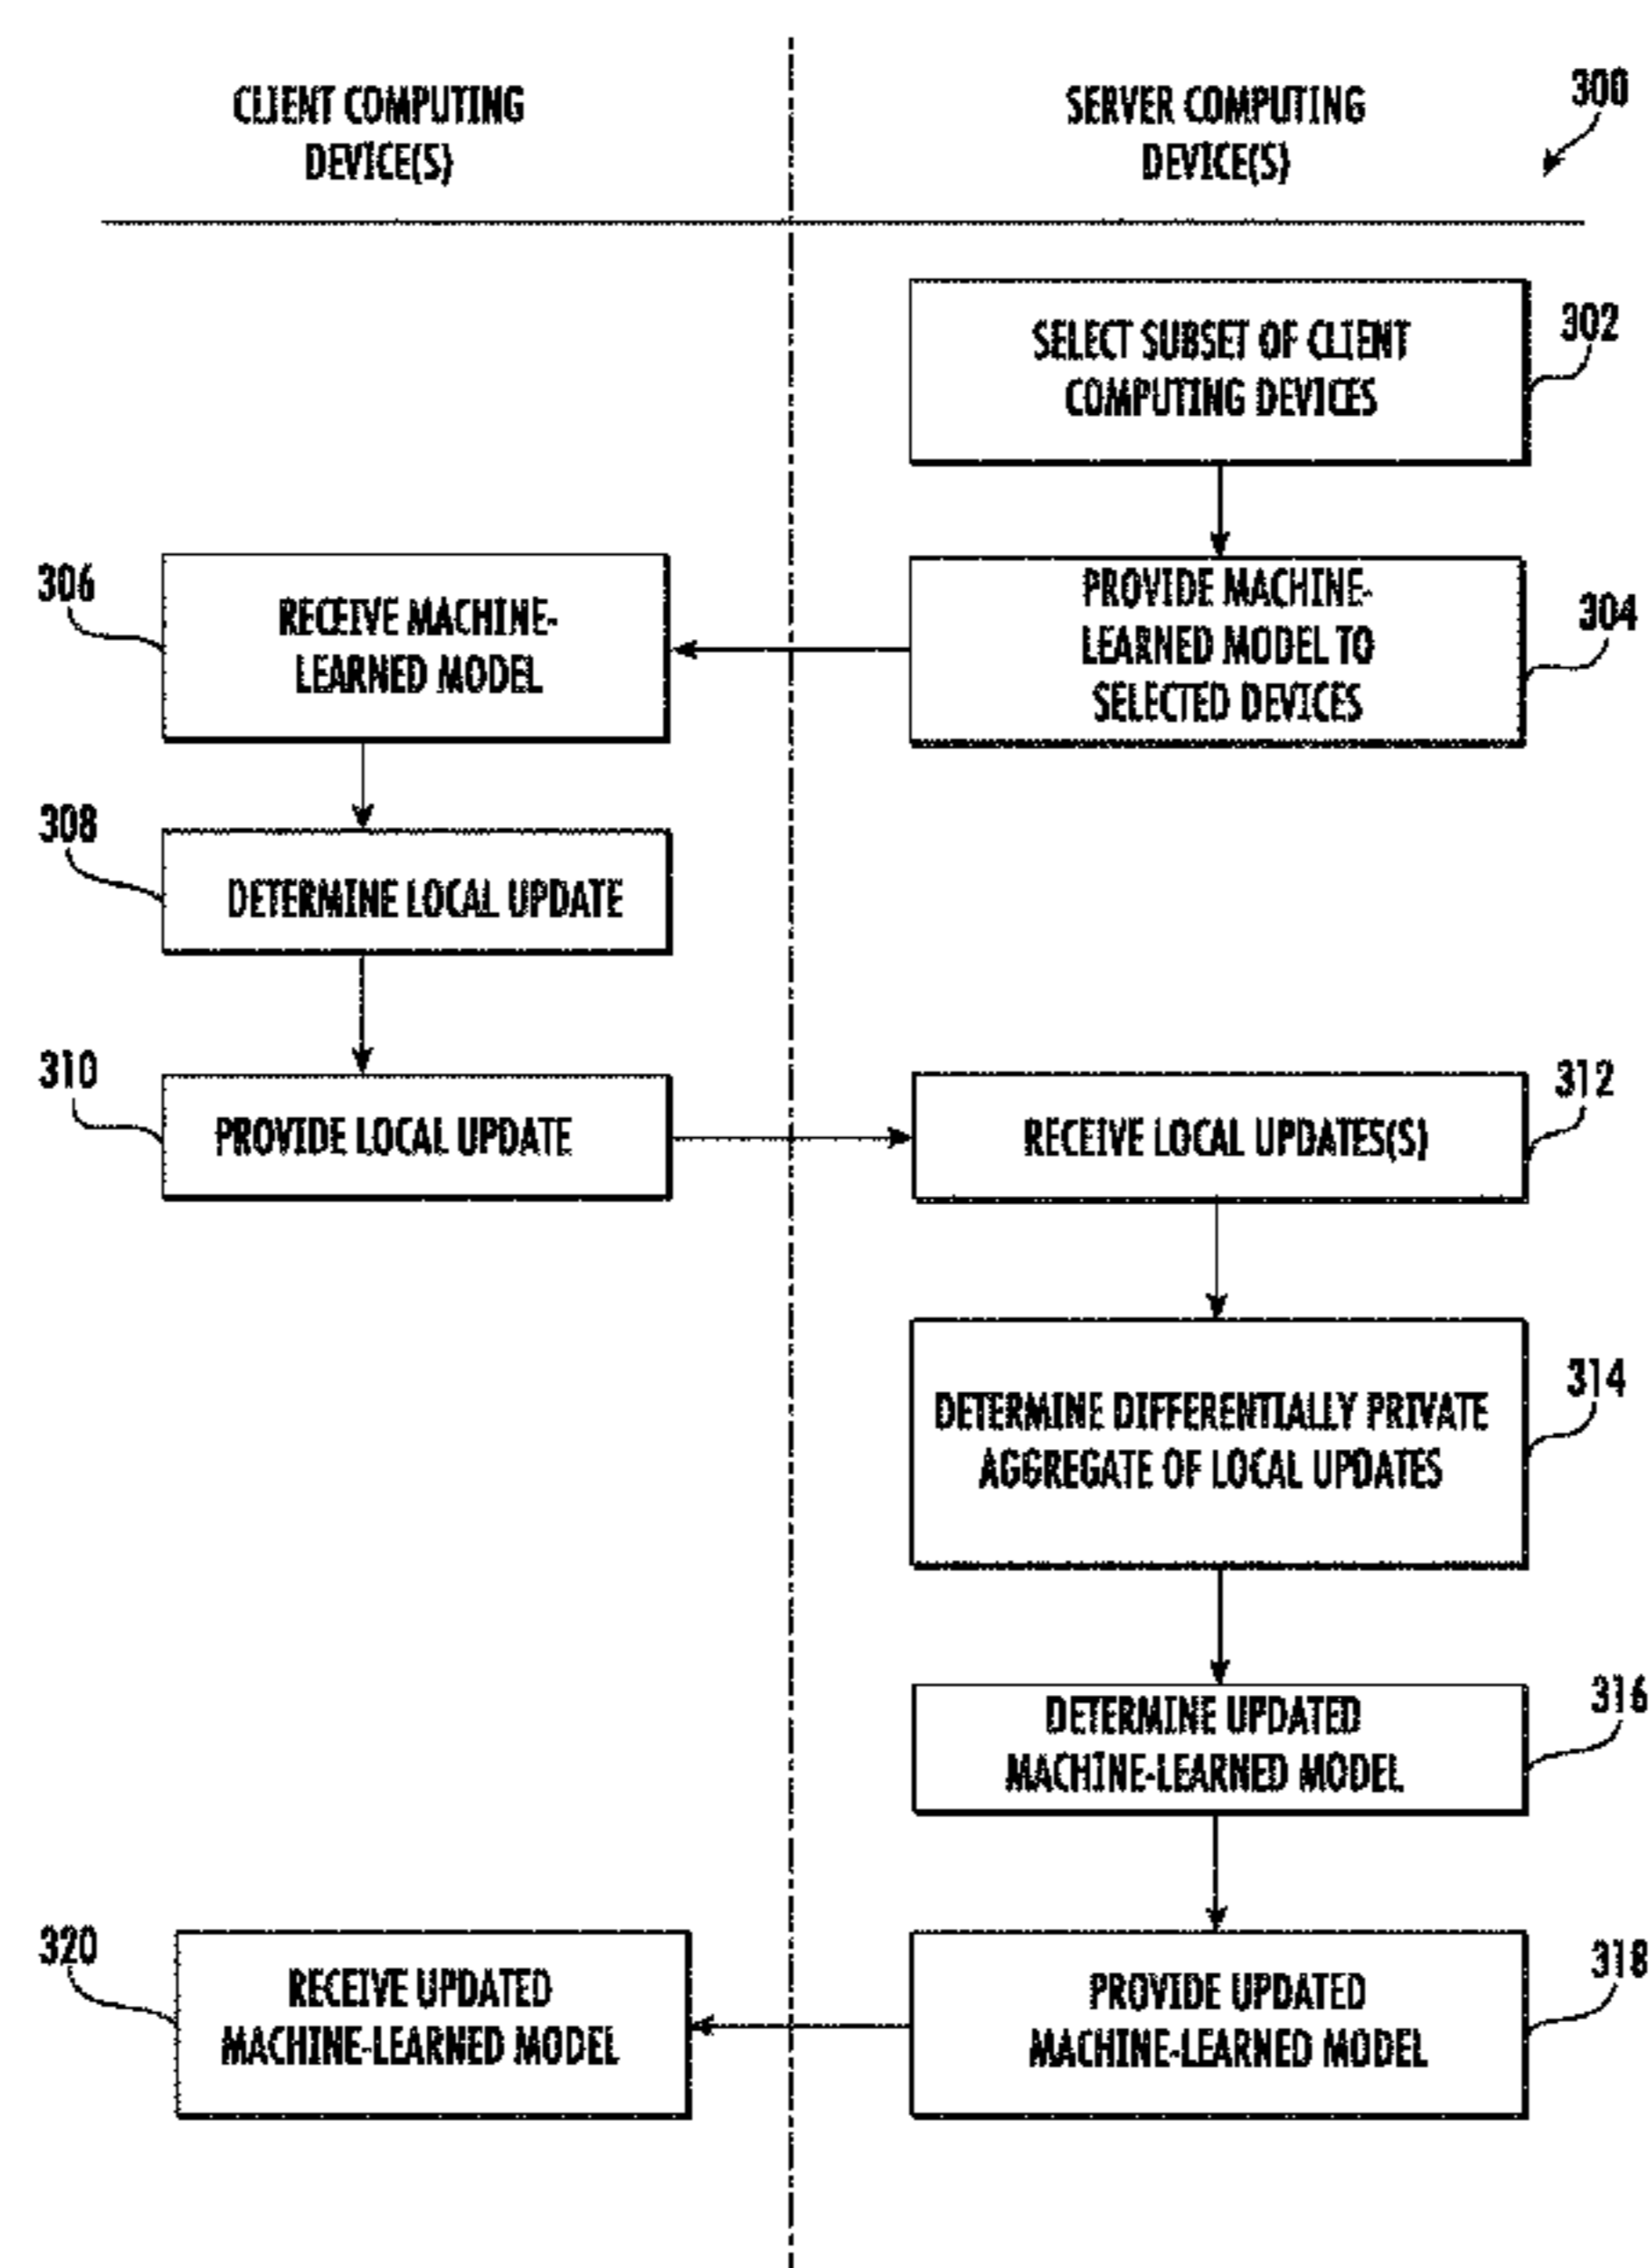 CLIENT COMPUTING
DEVICE(S)
SERVER COMPUTING
DEVICE(S)
300
SELECT SUBSET OF CLIENT
COMPUTING DEVICES
302
306
RECEIVE MACHINE-
LEARNED MODEL
PROVIDE MACHINE-
LEARNED MODEL TO
SELECTED DEVICES
304
308
DETERMINE LOCAL UPDATE
310
PROVIDE LOCAL UPDATE
RECEIVE LOCAL UPDATES(S)
312
DETERMINE DIFFERENTIALLY PRIVATE
AGGREGATE OF LOCAL UPDATES
314
DETERMINE UPDATED
MACHINE-LEARNED MODEL
316
320
RECEIVE UPDATED
MACHINE-LEARNED MODEL
PROVIDE UPDATED
MACHINE-LEARNED MODEL
318